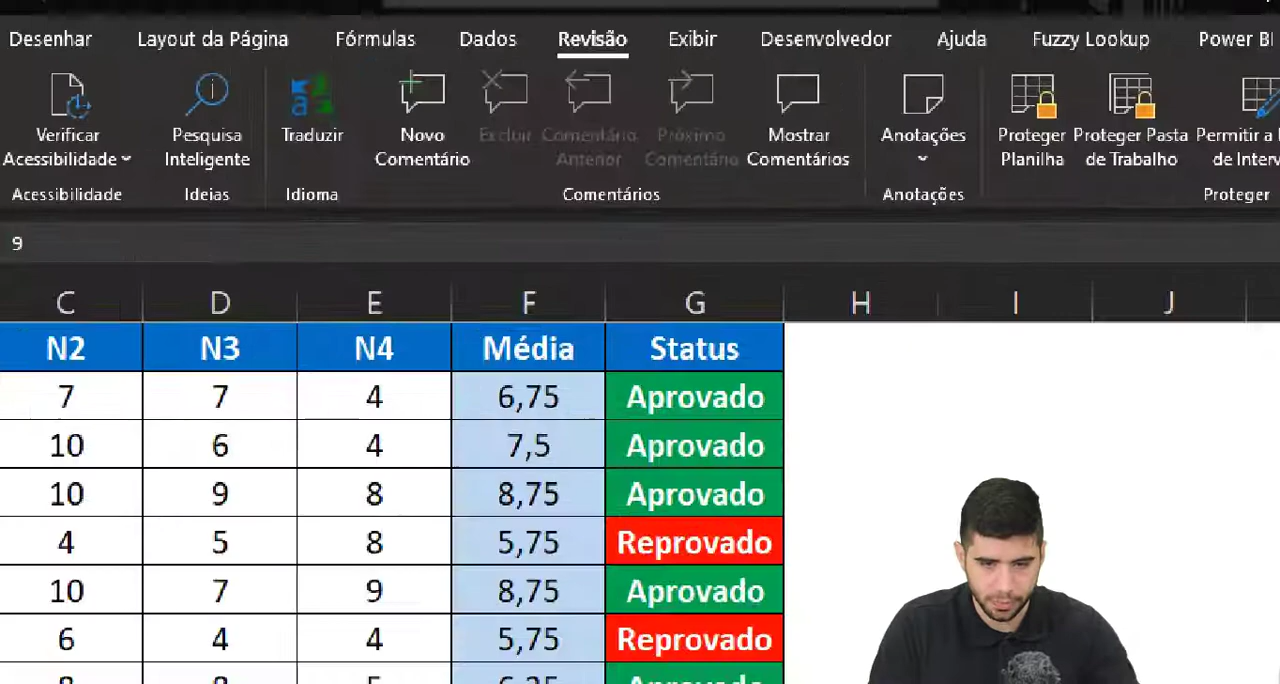 Desenhar Layout da Página Fórmulas Dados Revisão Exibir Desenvolvedor Ajuda Fuzzy Lookup Power BI
Verificar Acessibilidade Pesquisa Inteligente Traduzir Novo Comentário Excluir Comentário Anterior Próximo Comentário Mostrar Comentários Anotações Proteger Planilha Proteger Pasta de Trabalho Permitir a de Interv
Acessibilidade Ideias Idioma Comentários Anotações Proteger
9
C D E F G H I J
N2 N3 N4 Média Status
7 7 4 6,75 Aprovado
10 6 4 7,5 Aprovado
10 9 8 8,75 Aprovado
4 5 8 5,75 Reprovado
10 7 9 8,75 Aprovado
6 4 4 5,75 Reprovado